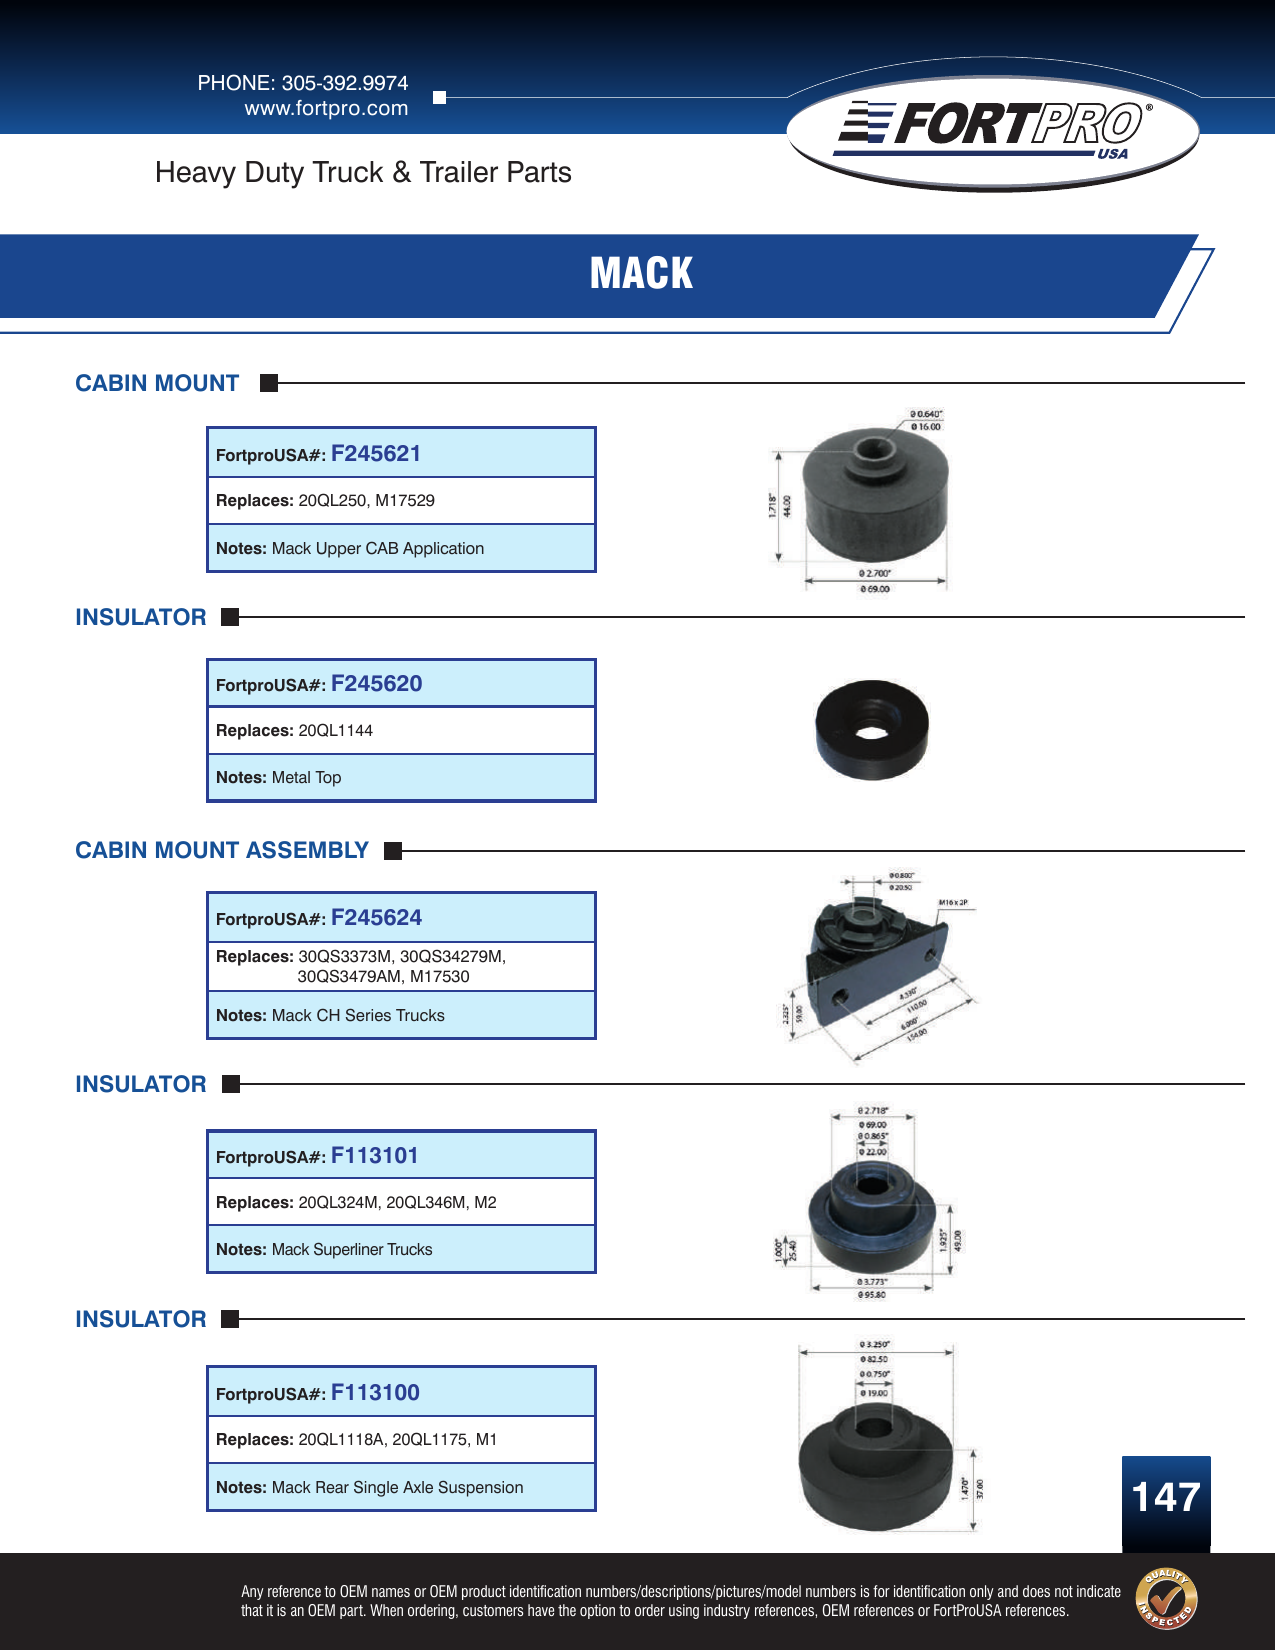 PHONE: 305-392.9974
www.fortpro.com
FORTPRO®
USA
Heavy Duty Truck & Trailer Parts
MACK
CABIN MOUNT
FortproUSA#: F245621
Replaces: 20QL250, M17529
Notes: Mack Upper CAB Application
0.640"
16.00
1.718"
44.00
2.700"
69.00
INSULATOR
FortproUSA#: F245620
Replaces: 20QL1144
Notes: Metal Top
CABIN MOUNT ASSEMBLY
FortproUSA#: F245624
Replaces: 30QS3373M, 30QS34279M,
30QS3479AM, M17530
Notes: Mack CH Series Trucks
0.800"
20.50
M16 x 2P
2.325"
59.00
110.00
6.000"
154.00
INSULATOR
FortproUSA#: F113101
Replaces: 20QL324M, 20QL346M, M2
Notes: Mack Superliner Trucks
2.718"
69.00
0.865"
22.00
1.000"
25.40
1.925"
49.00
3.773"
95.80
INSULATOR
FortproUSA#: F113100
Replaces: 20QL1118A, 20QL1175, M1
Notes: Mack Rear Single Axle Suspension
3.250"
82.50
0.750"
19.00
1.470"
37.00
147
Any reference to OEM names or OEM product identification numbers/descriptions/pictures/model numbers is for identification only and does not indicate
that it is an OEM part. When ordering, customers have the option to order using industry references, OEM references or FortProUSA references.
QUALITY
INSPECTED